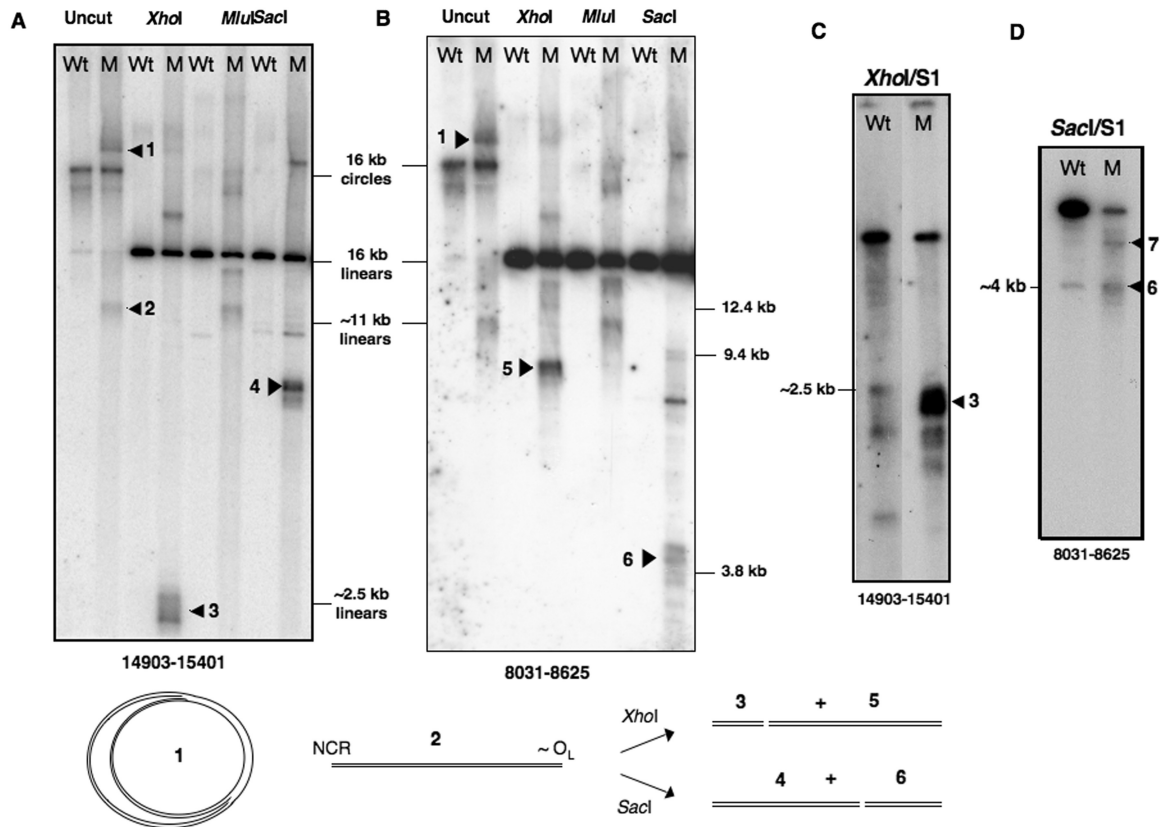 A
Uncut XhoI MluISacI
Wt M Wt M Wt M Wt M
1
2
4
3
14903-15401
16 kb
circles
16 kb
linears
~11 kb
linears
~2.5 kb
linears
B
Uncut XhoI MluI SacI
Wt M Wt M Wt M Wt M
1
5
6
12.4 kb
9.4 kb
3.8 kb
8031-8625
C
XhoI/S1
Wt M
~2.5 kb
3
14903-15401
D
SacI/S1
Wt M
7
~4 kb
6
8031-8625
1
NCR 2 ~ OL
XhoI
3 + 5
SacI
4 + 6